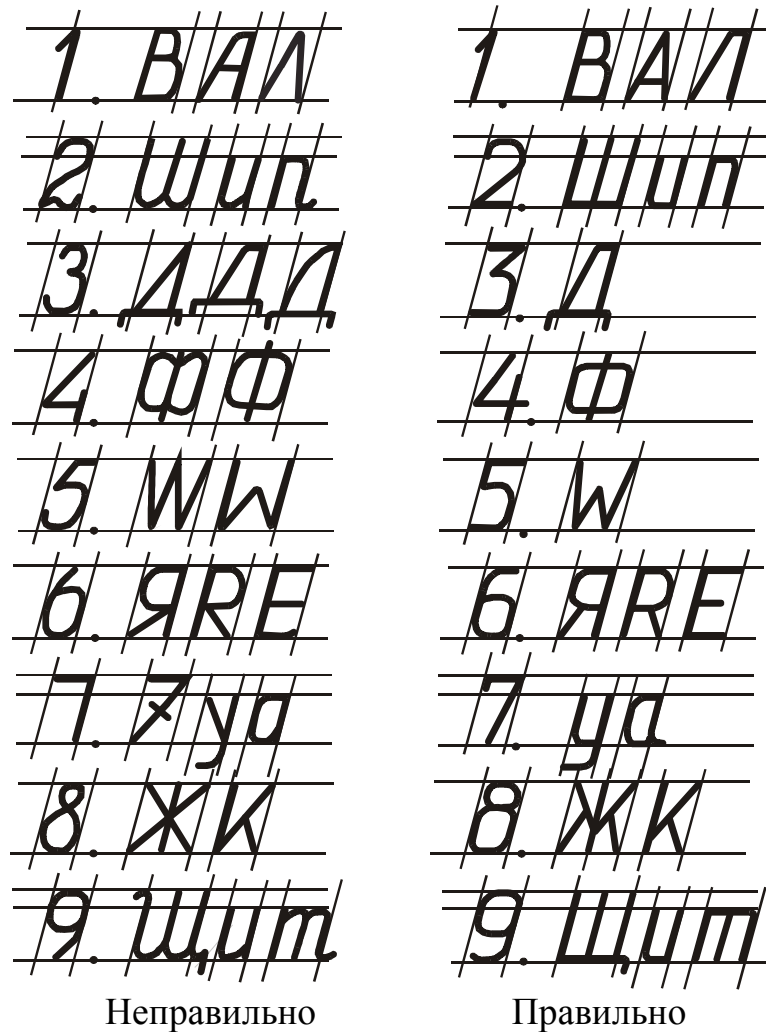 1. ВАЛ 1. ВАЛ
2. Шип 2. Шип
3. ДДД 3. Д
4. ФФ 4. Ф
5. WW 5. W
6. ЯRE 6. ЯRE
7. 7уа 7. уа
8. ЖК 8. ЖК
9. Щит 9. Щит
Неправильно Правильно